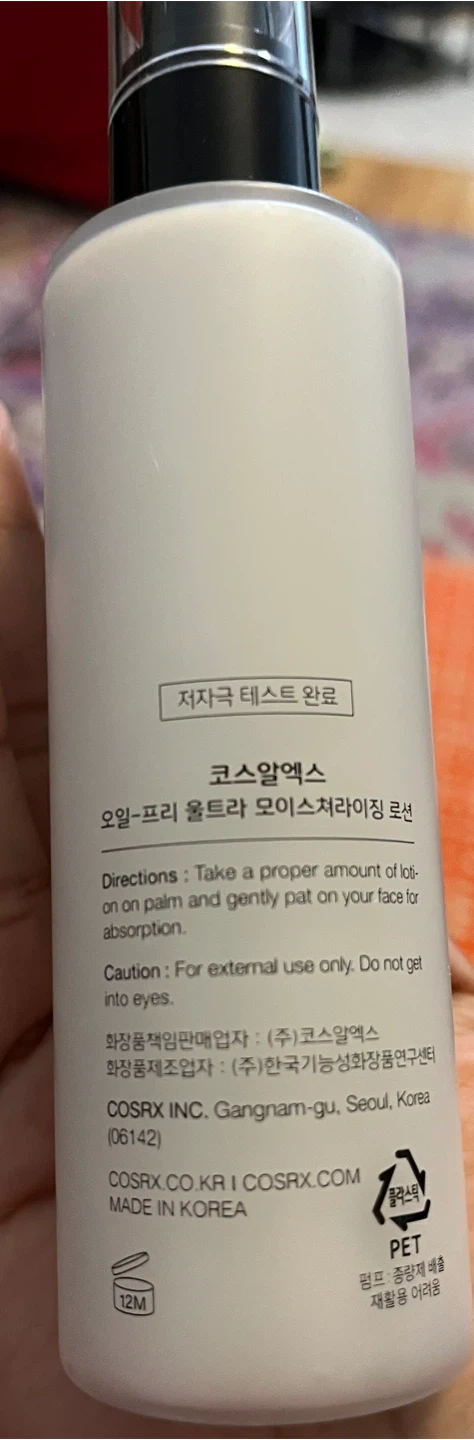 저자극 테스트 완료
코스알엑스
오일-프리 울트라 모이스쳐라이징 로션
Directions : Take a proper amount of loti-
on on palm and gently pat on your face for
absorption.
Caution : For external use only. Do not get
into eyes.
화장품책임판매업자 : (주)코스알엑스
화장품제조업자 : (주)한국기능성화장품연구센터
COSRX INC. Gangnam-gu, Seoul, Korea
(06142)
COSRX.CO.KR I COSRX.COM
MADE IN KOREA
12M
플라스틱
PET
펌프 : 종량제 배출
재활용 어려움